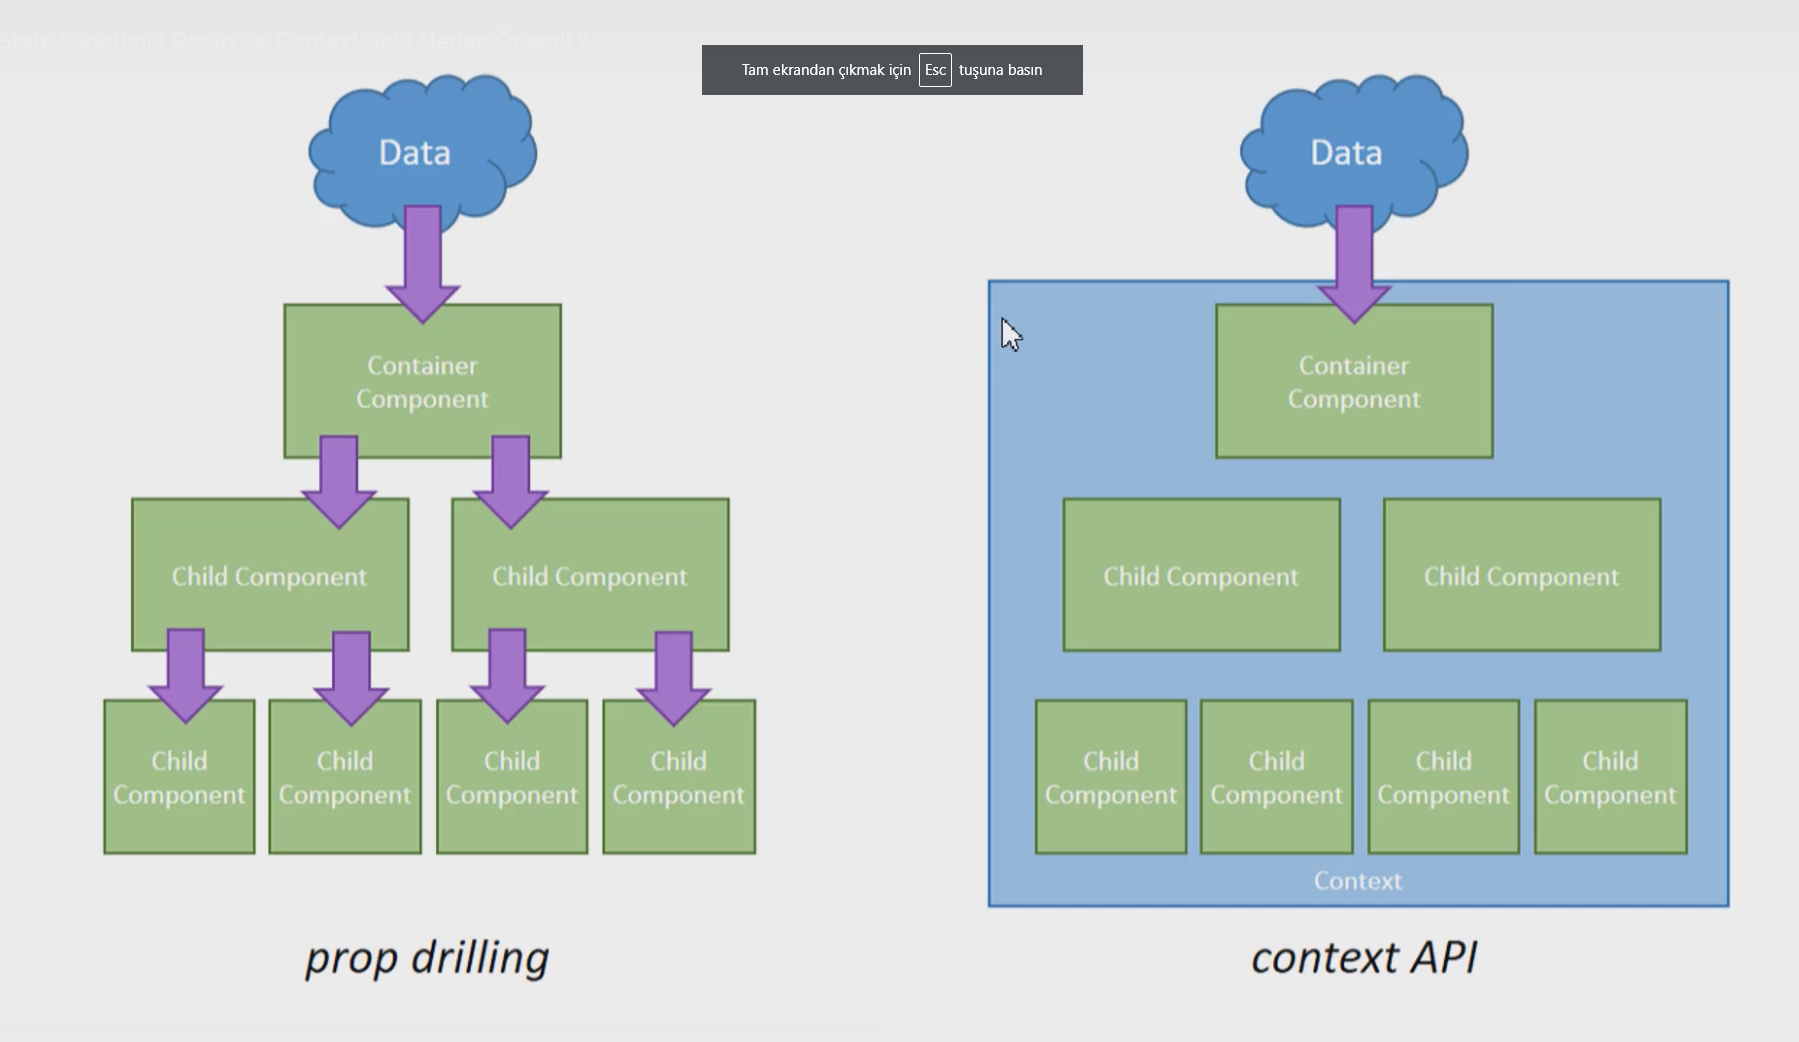 State Yönetimi ( Redux ve Context Api ) Neden Önemli ?
Tam ekrandan çıkmak için Esc tuşuna basın
Data
Container
Component
Child Component
Child Component
Child
Component
Child
Component
Child
Component
Child
Component
prop drilling
Data
Container
Component
Child Component
Child Component
Child
Component
Child
Component
Child
Component
Child
Component
Context
context API